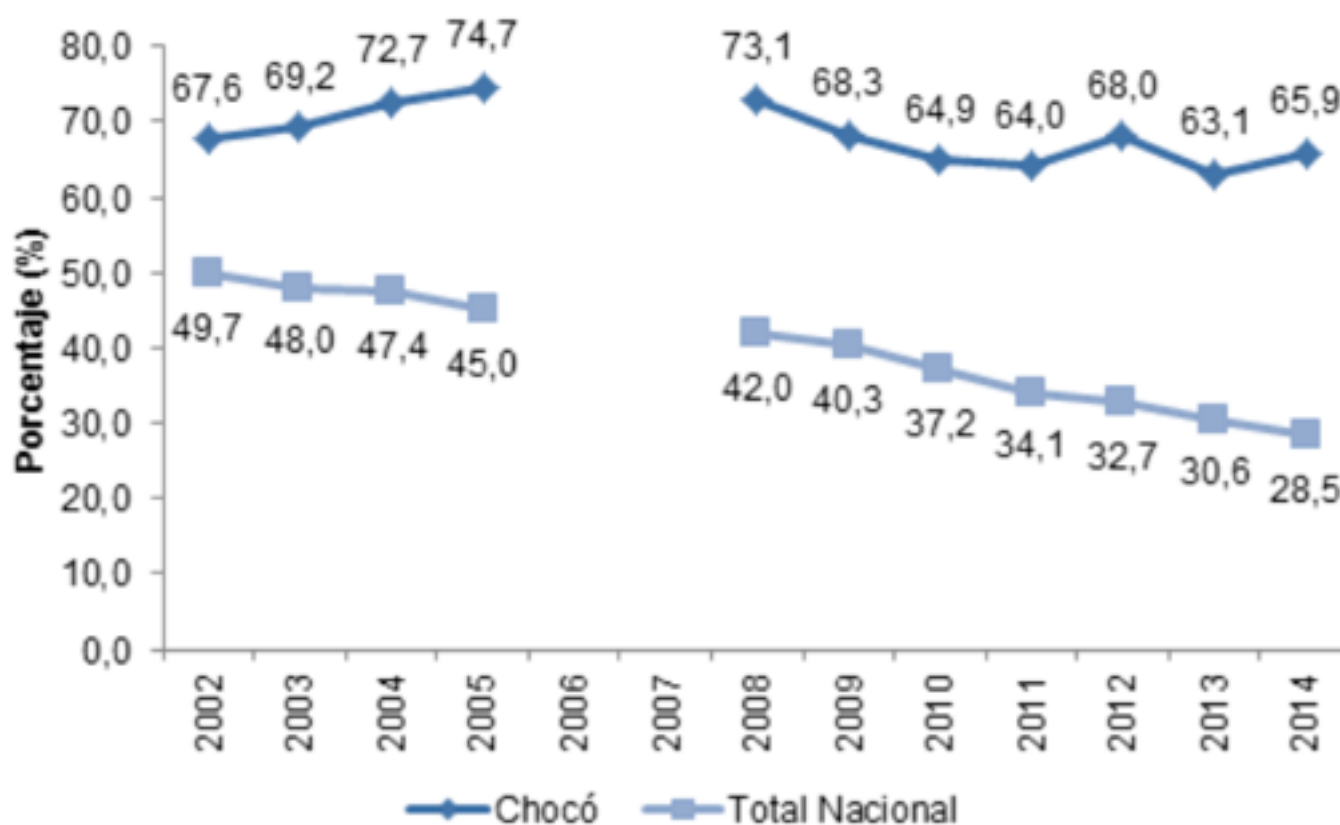 80,0
70,0
60,0
50,0
40,0
30,0
20,0
10,0
0,0
Porcentaje (%)
67,6 69,2 72,7 74,7 73,1 68,3 64,9 64,0 68,0 63,1 65,9
49,7 48,0 47,4 45,0 42,0 40,3 37,2 34,1 32,7 30,6 28,5
2002 2003 2004 2005 2006 2007 2008 2009 2010 2011 2012 2013 2014
Chocó Total Nacional